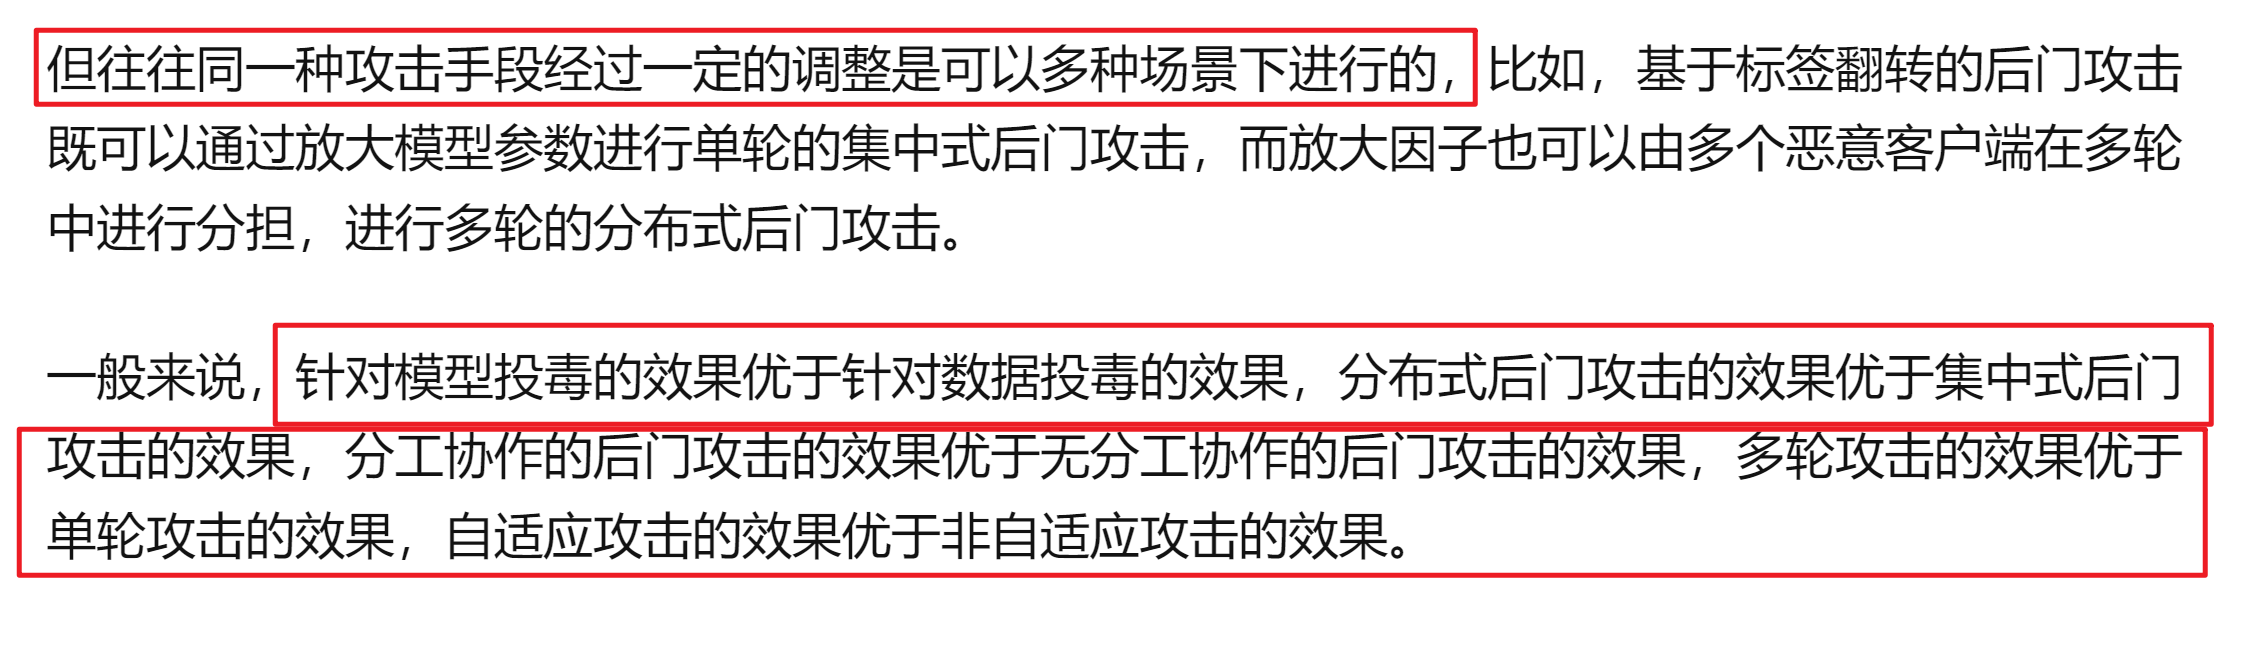 但往往同一种攻击手段经过一定的调整是可以多种场景下进行的，比如，基于标签翻转的后门攻击
既可以通过放大模型参数进行单轮的集中式后门攻击，而放大因子也可以由多个恶意客户端在多轮
中进行分担，进行多轮的分布式后门攻击。
一般来说，针对模型投毒的效果优于针对数据投毒的效果，分布式后门攻击的效果优于集中式后门
攻击的效果，分工协作的后门攻击的效果优于无分工协作的后门攻击的效果，多轮攻击的效果优于
单轮攻击的效果，自适应攻击的效果优于非自适应攻击的效果。